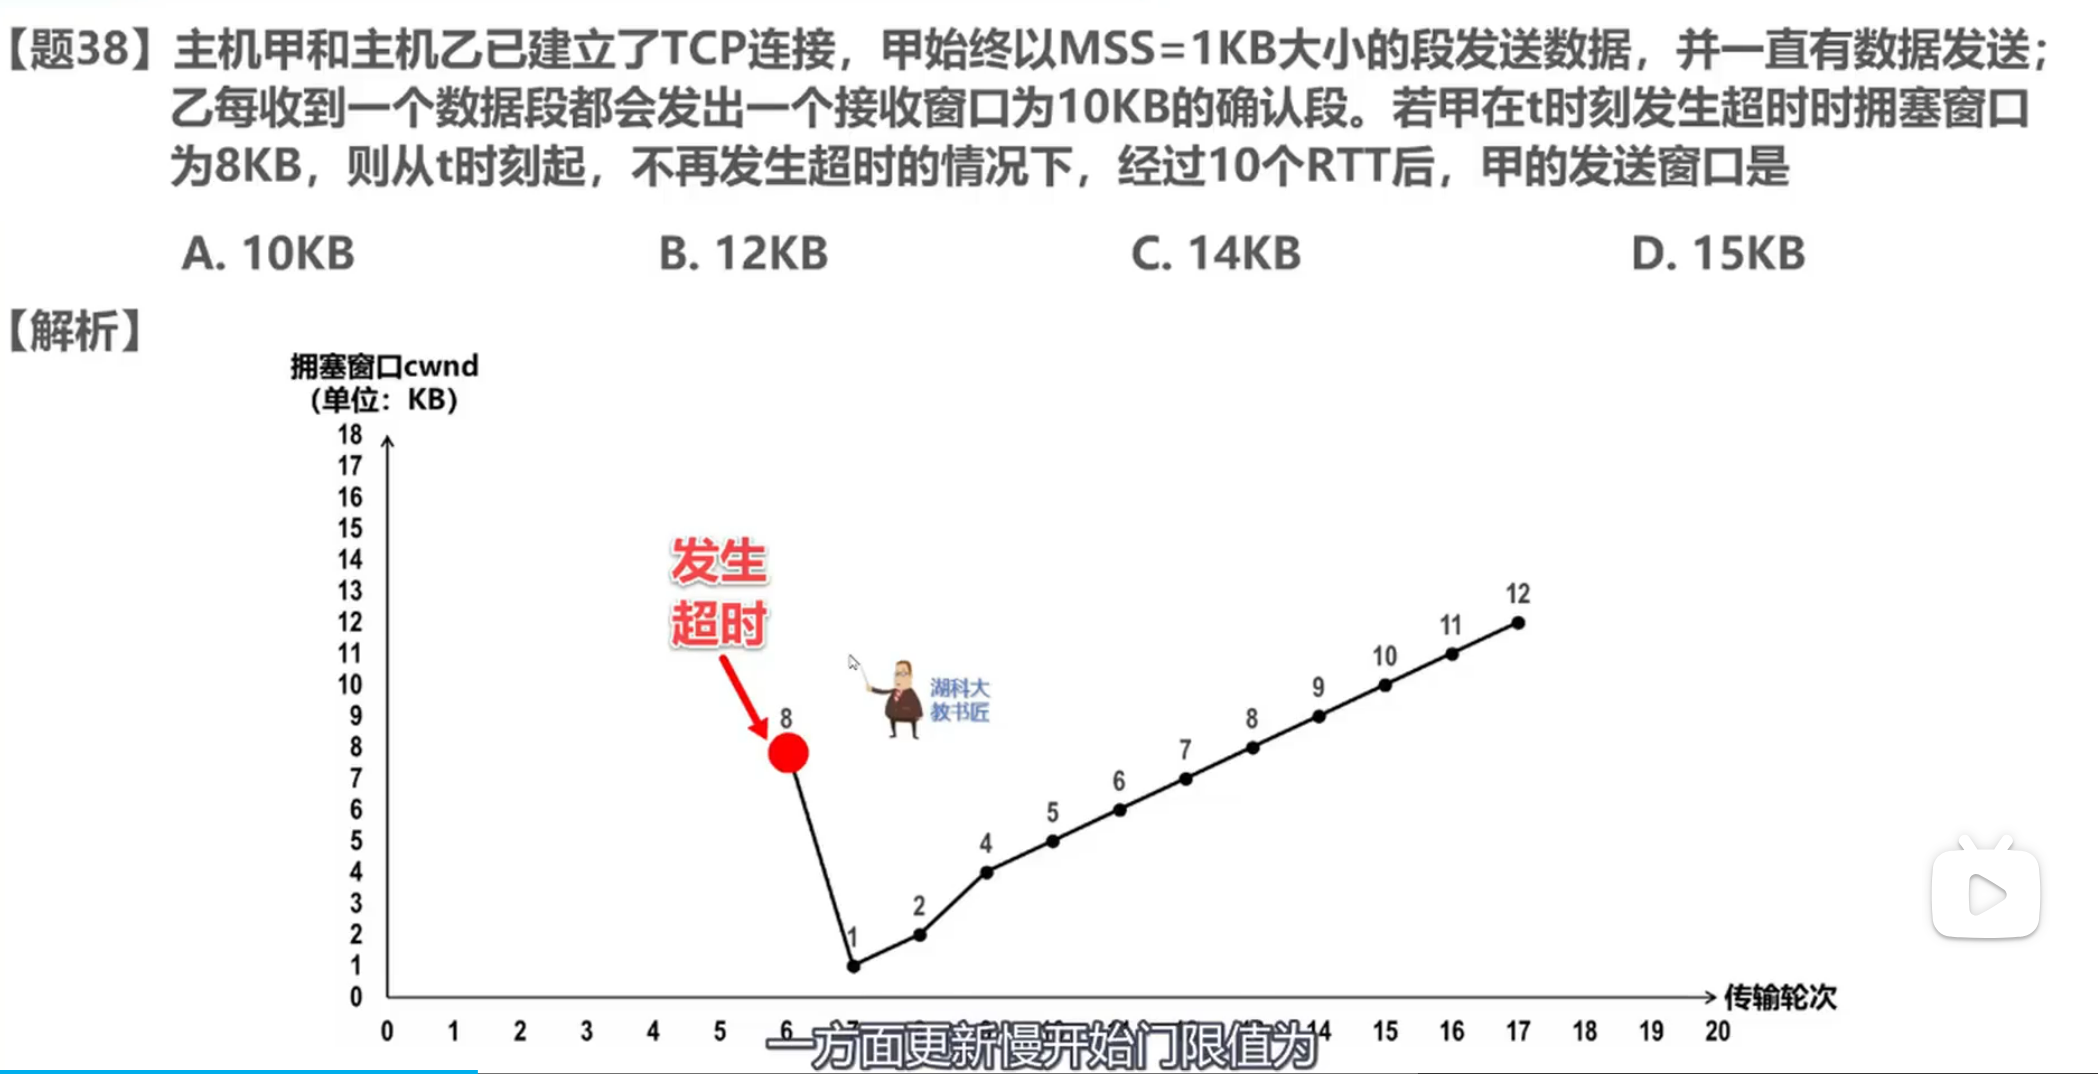 【题38】主机甲和主机乙已建立了TCP连接，甲始终以MSS=1KB大小的段发送数据，并一直有数据发送；
乙每收到一个数据段都会发出一个接收窗口为10KB的确认段。若甲在t时刻发生超时时拥塞窗口
为8KB，则从t时刻起，不再发生超时的情况下，经过10个RTT后，甲的发送窗口是
A. 10KB B. 12KB C. 14KB D. 15KB
【解析】
拥塞窗口cwnd
（单位：KB）
18
17
16
15
14
13
12
11
10
9
8
7
6
5
4
3
2
1
0
发生
超时
8
1
2
4
5
6
7
8
9
10
11
12
湖科大
教书匠
传输轮次
0 1 2 3 4 5 6 14 15 16 17 18 19 20
一方面更新慢开始门限值为